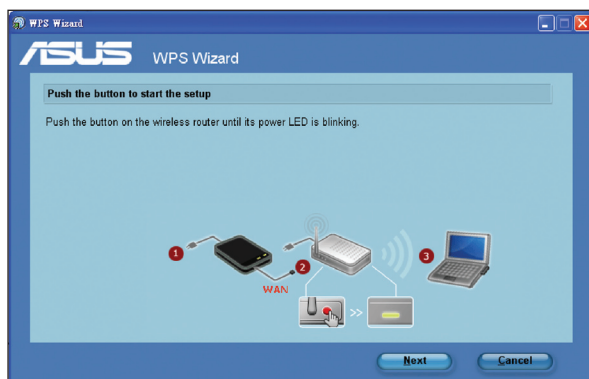 WPS Wizard
ASUS WPS Wizard
Push the button to start the setup
Push the button on the wireless router until its power LED is blinking.
1
2
3
WAN
>>
Next
Cancel